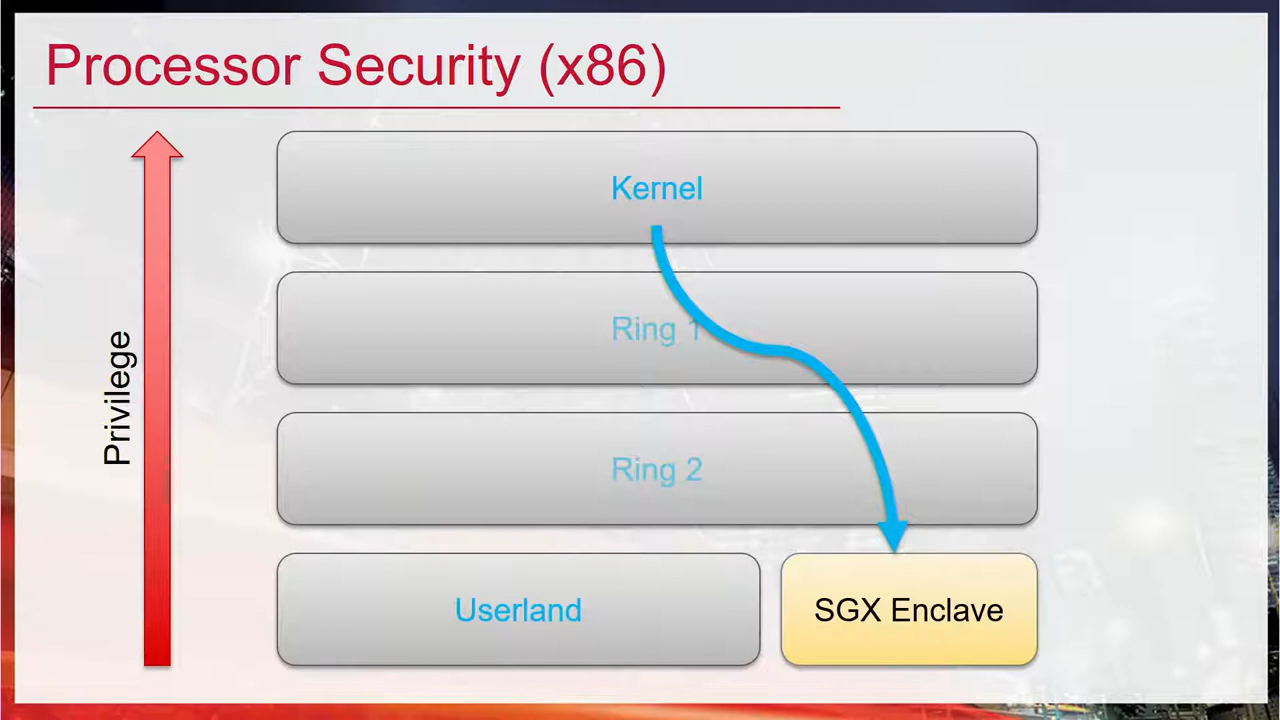 Processor Security (x86)
Kernel
Ring 1
Privilege
Ring 2
Userland
SGX Enclave